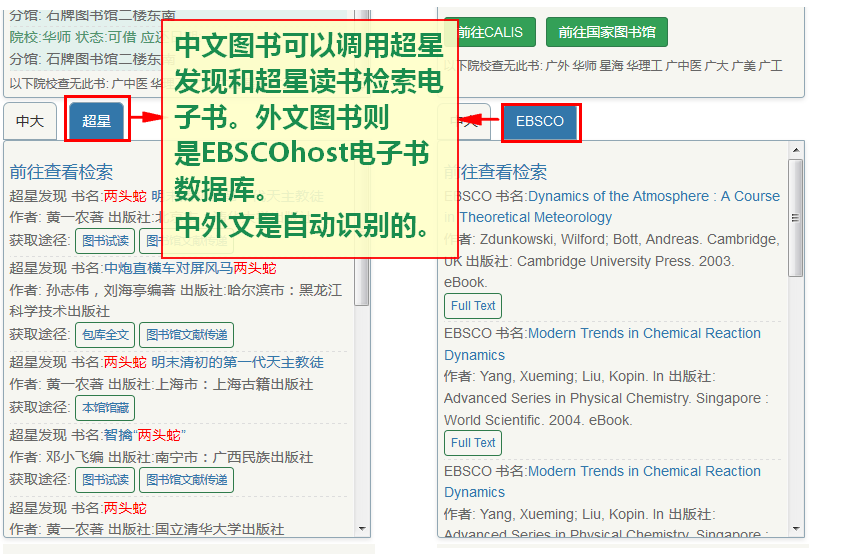 分馆: 石牌图书馆二楼东南
院校:华师 状态:可借 应还
分馆: 石牌图书馆二楼东南
以下院校查无此书: 广中医 华理
中大
超星
前往查看检索
超星发现 书名:两头蛇 明末清初的第一代天主教徒
作者: 黄一农著 出版社:北京
获取途径: 图书试读 图书馆文献传递
超星发现 书名:中炮直横车对屏风马两头蛇
作者: 孙志伟，刘海亭编著 出版社:哈尔滨市：黑龙江
科学技术出版社
获取途径: 包库全文 图书馆文献传递
超星发现 书名:两头蛇 明末清初的第一代天主教徒
作者: 黄一农著 出版社:上海市：上海古籍出版社
获取途径: 本馆馆藏
超星发现 书名:智擒“两头蛇”
作者: 邓小飞编 出版社:南宁市：广西民族出版社
获取途径: 图书试读 图书馆文献传递
超星发现 书名:两头蛇
作者: 黄一农著 出版社:国立清华大学出版社
中文图书可以调用超星
发现和超星读书检索电
子书。外文图书则
是EBSCOhost电子书
数据库。
中外文是自动识别的。
前往CALIS
前往国家图书馆
以下院校查无此书: 广外 华师 星海 华理工 广中医 广大 广美 广工
中大
EBSCO
前往查看检索
EBSCO 书名:Dynamics of the Atmosphere : A Course
in Theoretical Meteorology
作者: Zdunkowski, Wilford; Bott, Andreas. Cambridge,
UK 出版社: Cambridge University Press. 2003.
eBook.
Full Text
EBSCO 书名:Modern Trends in Chemical Reaction
Dynamics
作者: Yang, Xueming; Liu, Kopin. In 出版社:
Advanced Series in Physical Chemistry. Singapore :
World Scientific. 2004. eBook.
Full Text
EBSCO 书名:Modern Trends in Chemical Reaction
Dynamics
作者: Yang, Xueming; Liu, Kopin. In 出版社:
Advanced Series in Physical Chemistry. Singapore :